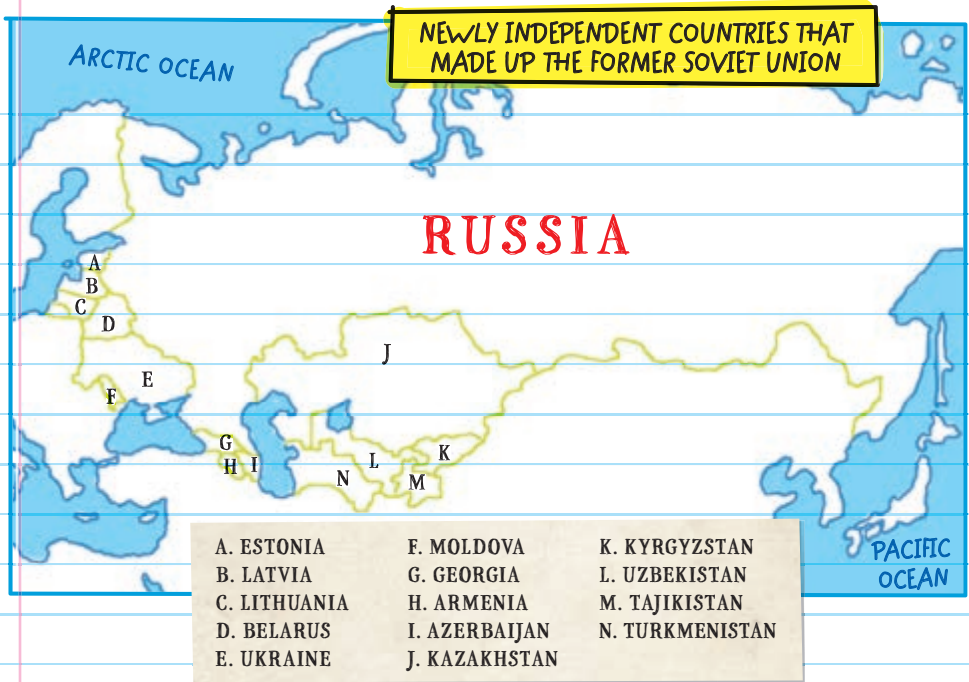 NEWLY INDEPENDENT COUNTRIES THAT
MADE UP THE FORMER SOVIET UNION
ARCTIC OCEAN
RUSSIA
A
B
C
D
J
E
F
G
H
I
K
L
N
M
PACIFIC
OCEAN
A. ESTONIA
B. LATVIA
C. LITHUANIA
D. BELARUS
E. UKRAINE
F. MOLDOVA
G. GEORGIA
H. ARMENIA
I. AZERBAIJAN
J. KAZAKHSTAN
K. KYRGYZSTAN
L. UZBEKISTAN
M. TAJIKISTAN
N. TURKMENISTAN